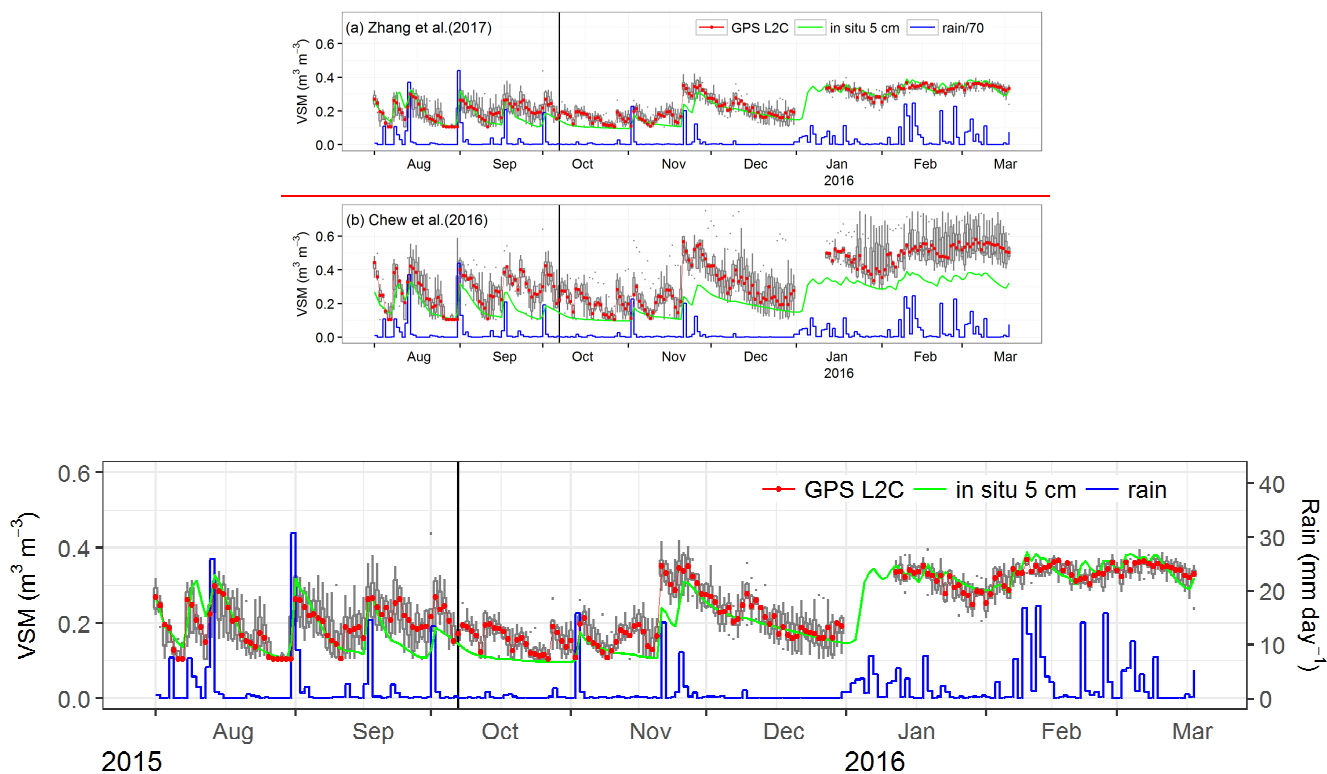 (a) Zhang et al.(2017)
GPS L2C in situ 5 cm rain/70
VSM (m³ m⁻³)
0.6
0.4
0.2
0.0
Aug Sep Oct Nov Dec Jan Feb Mar
2016
(b) Chew et al.(2016)
VSM (m³ m⁻³)
0.6
0.4
0.2
0.0
Aug Sep Oct Nov Dec Jan Feb Mar
2016
GPS L2C in situ 5 cm rain
VSM (m³ m⁻³)
0.6
0.4
0.2
0.0
40
30
20
10
0
Rain (mm day⁻¹)
Aug Sep Oct Nov Dec Jan Feb Mar
2015 2016